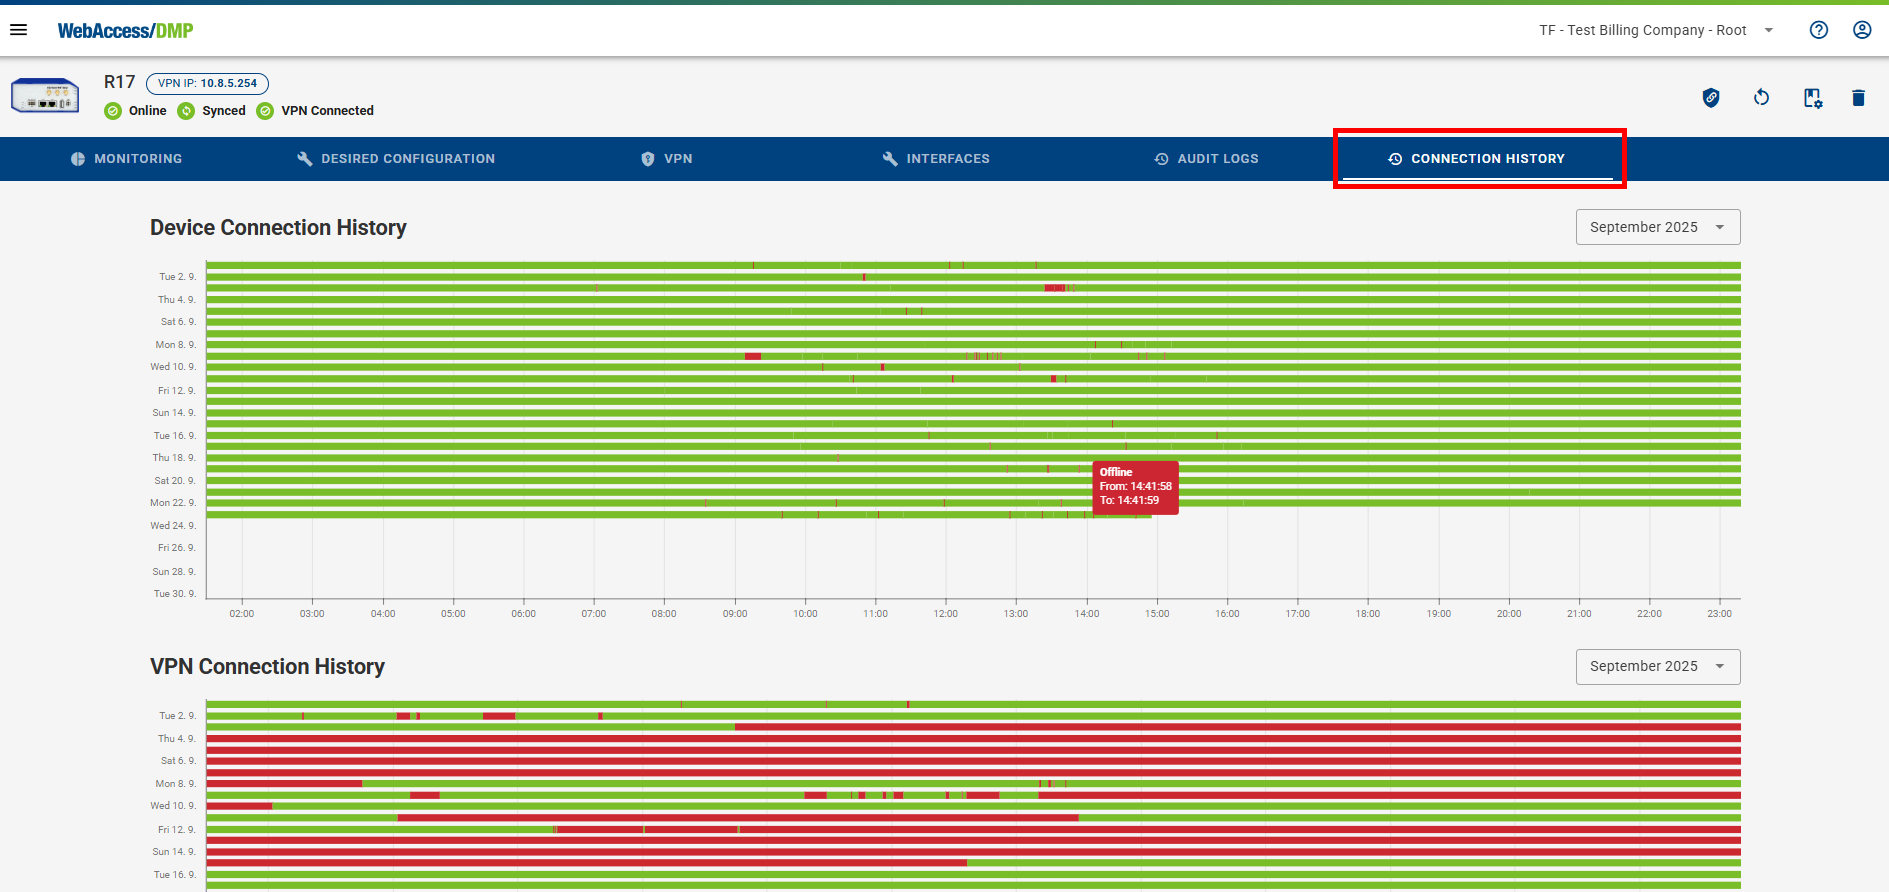 WebAccess/DMP
TF - Test Billing Company - Root
R17
VPN IP: 10.8.5.254
Online
Synced
VPN Connected
MONITORING
DESIRED CONFIGURATION
VPN
INTERFACES
AUDIT LOGS
CONNECTION HISTORY
Device Connection History
September 2025
Tue 2. 9.
Thu 4. 9.
Sat 6. 9.
Mon 8. 9.
Wed 10. 9.
Fri 12. 9.
Sun 14. 9.
Tue 16. 9.
Thu 18. 9.
Sat 20. 9.
Mon 22. 9.
Wed 24. 9.
Fri 26. 9.
Sun 28. 9.
Tue 30. 9.
Offline
From: 14:41:58
To: 14:41:59
02:00 03:00 04:00 05:00 06:00 07:00 08:00 09:00 10:00 11:00 12:00 13:00 14:00 15:00 16:00 17:00 18:00 19:00 20:00 21:00 22:00 23:00
VPN Connection History
September 2025
Tue 2. 9.
Thu 4. 9.
Sat 6. 9.
Mon 8. 9.
Wed 10. 9.
Fri 12. 9.
Sun 14. 9.
Tue 16. 9.